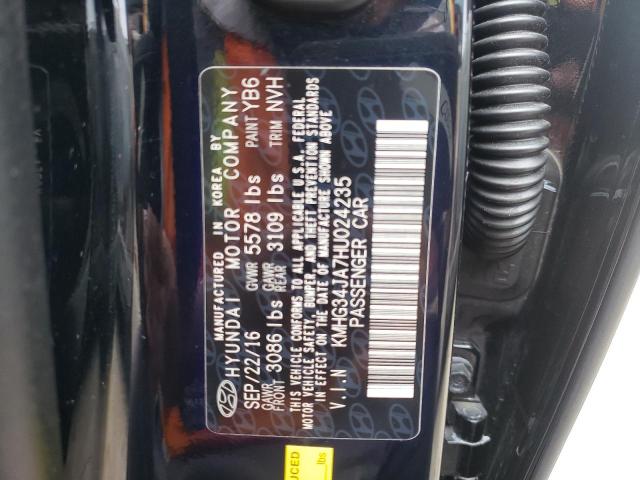 MANUFACTURED IN KOREA BY
HYUNDAI MOTOR COMPANY
SEP/22/16 GVWR 5578 lbs PAINT YB6
GAWR FRONT 3086 lbs GAWR REAR 3109 lbs TRIM NVH
THIS VEHICLE CONFORMS TO ALL APPLICABLE U.S.A. FEDERAL
MOTOR VEHICLE SAFETY, BUMPER, AND THEFT PREVENTION STANDARDS
IN EFFECT ON THE DATE OF MANUFACTURE SHOWN ABOVE
V.I.N KMHG34JA7HU024235
PASSENGER CAR
UCED
lbs